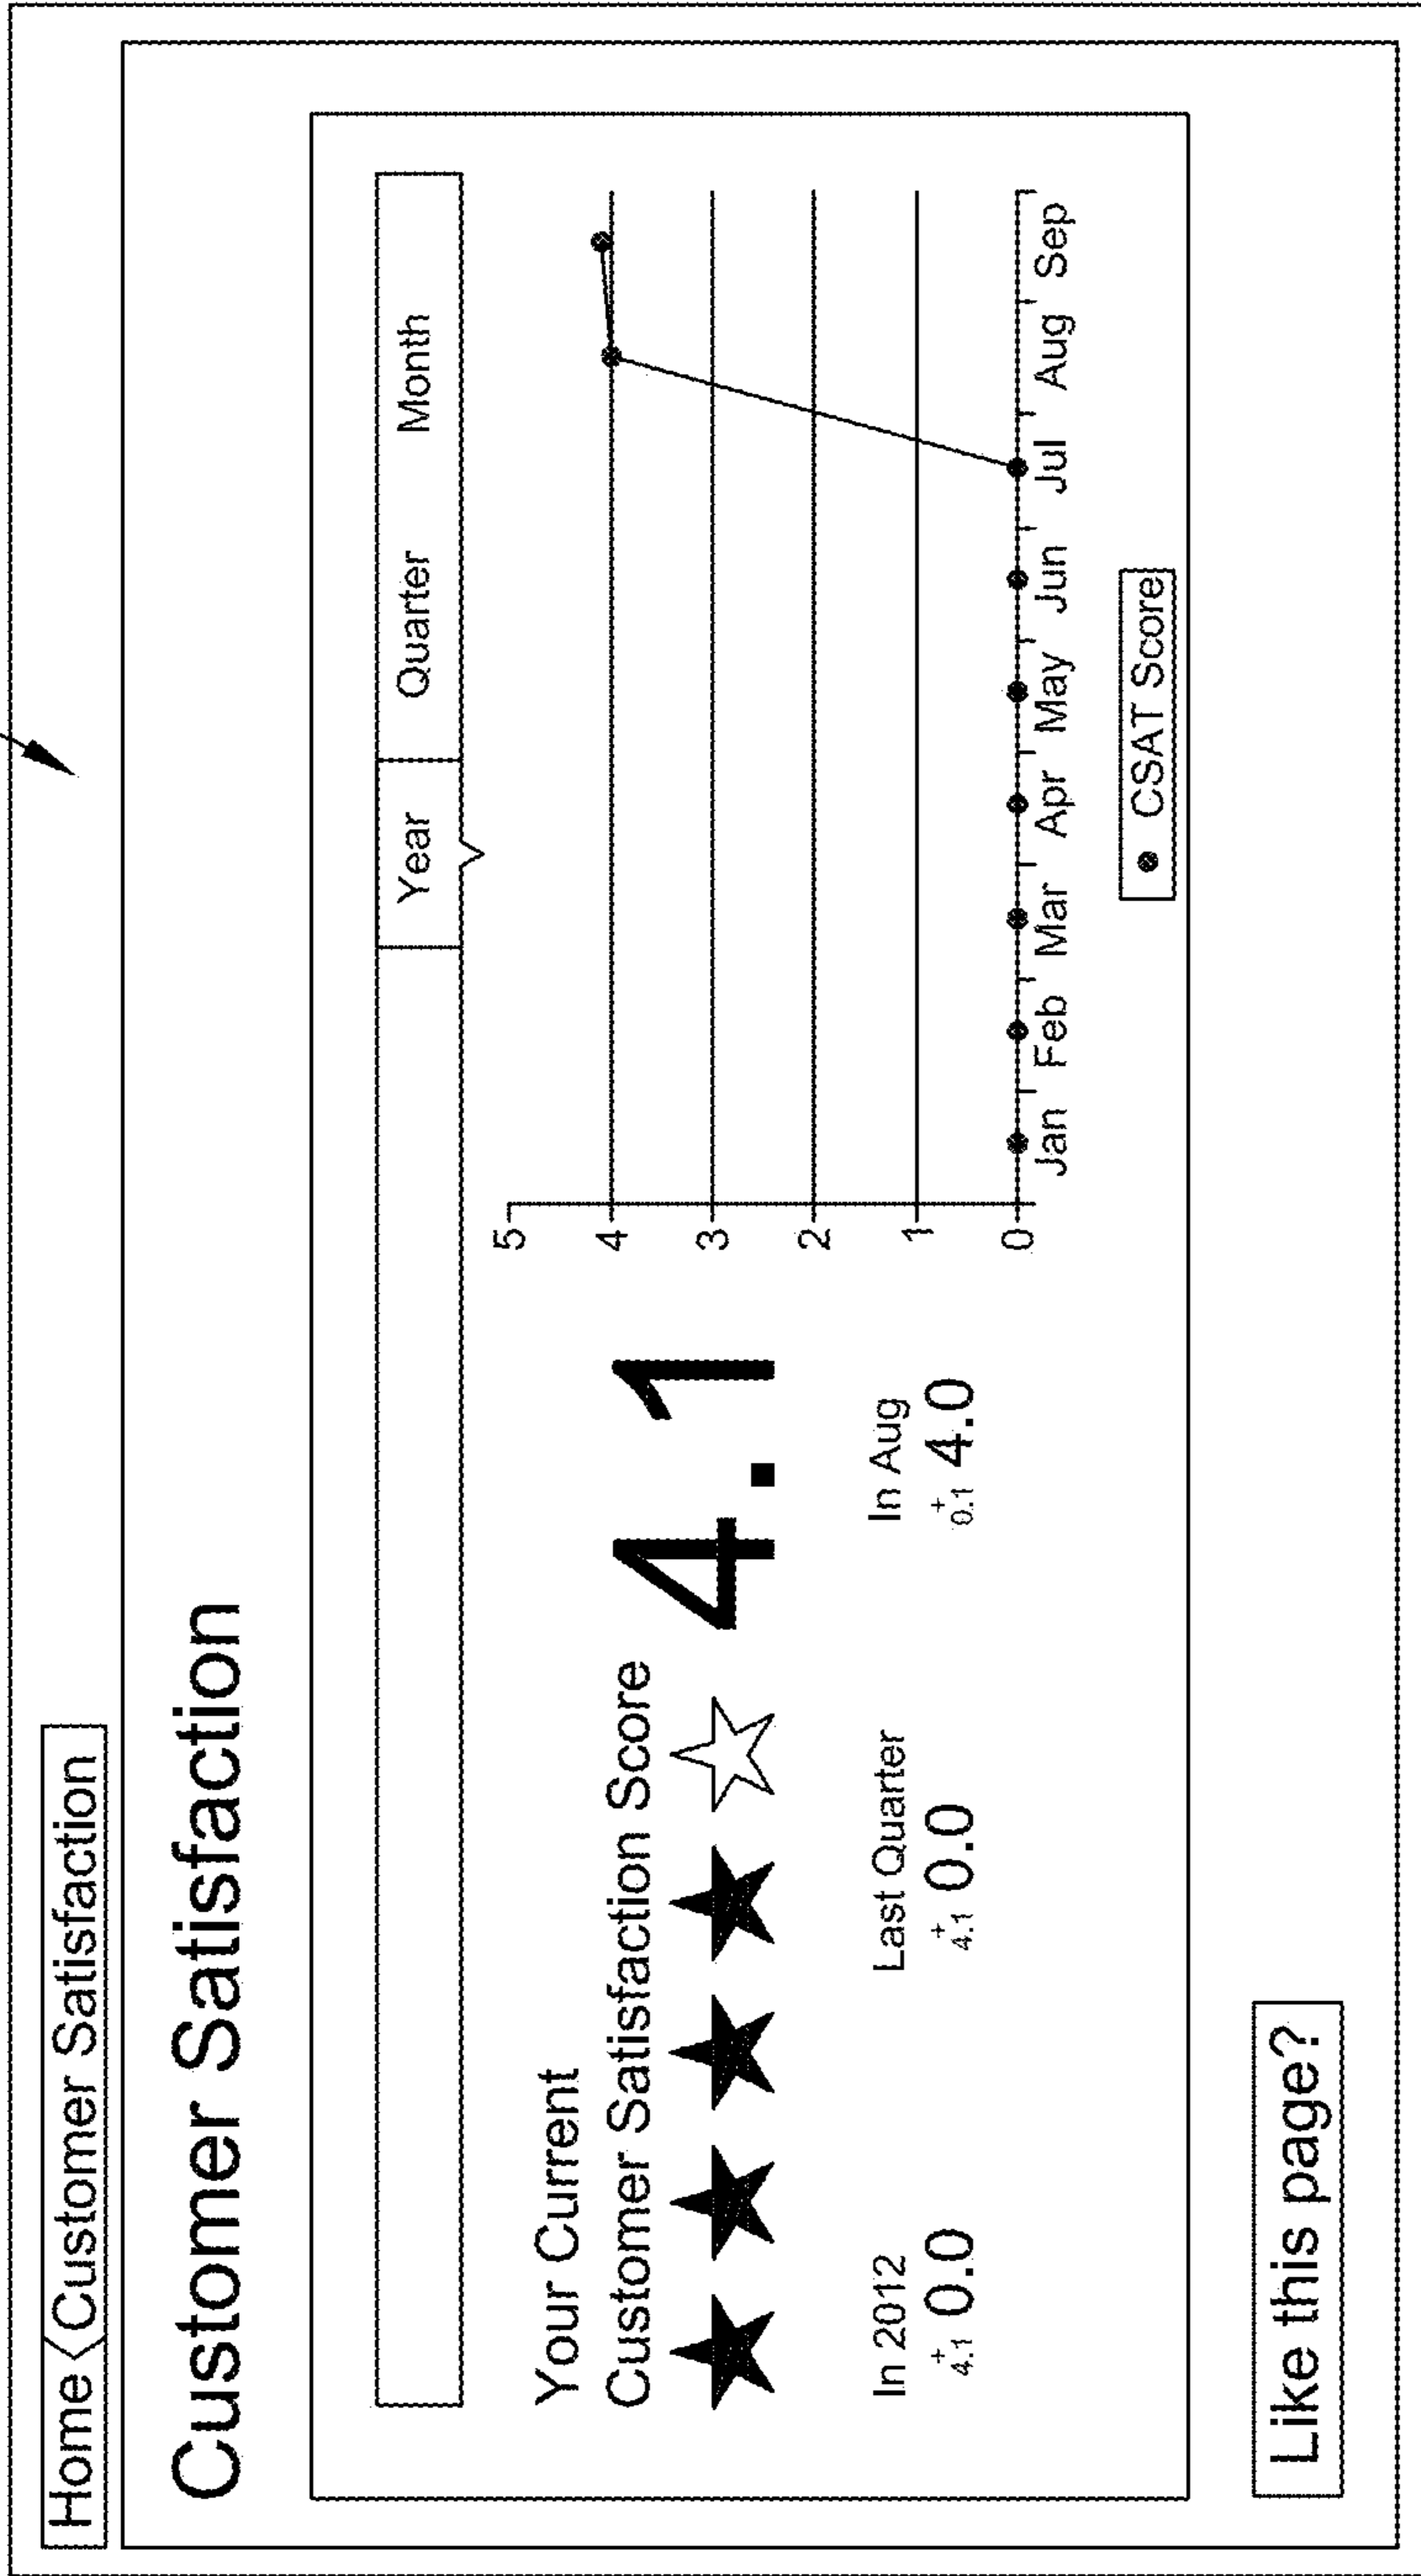 Home Customer Satisfaction
Customer Satisfaction
Year Quarter Month
Your Current
Customer Satisfaction Score
4.1
In 2012
+4.1 0.0
Last Quarter
+4.1 0.0
In Aug
+0.1 4.0
5
4
3
2
1
0
Jan Feb Mar Apr May Jun Jul Aug Sep
CSAT Score
Like this page?